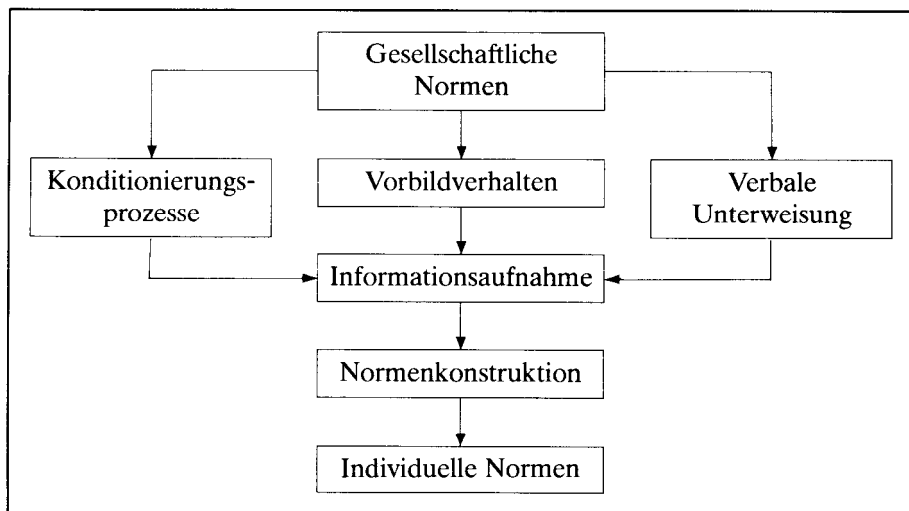 Gesellschaftliche
Normen
Konditionierungs-
prozesse
Vorbildverhalten
Verbale
Unterweisung
Informationsaufnahme
Normenkonstruktion
Individuelle Normen